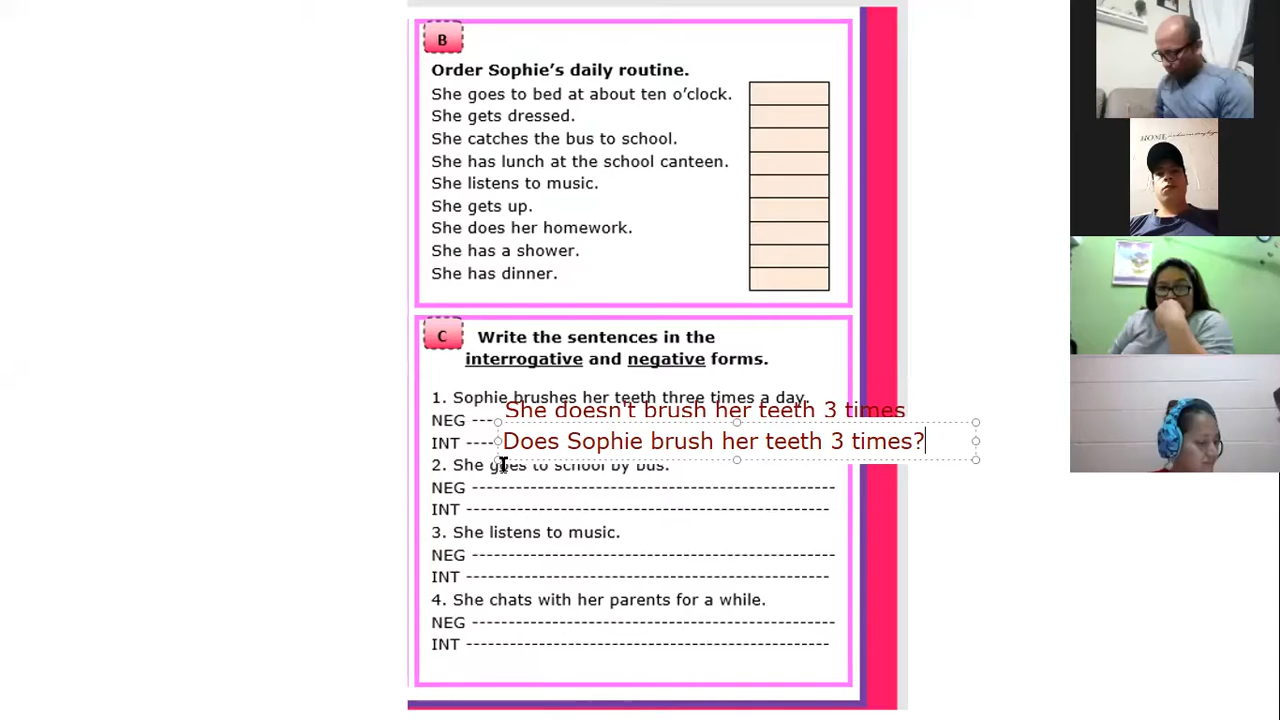 B
Order Sophie's daily routine.
She goes to bed at about ten o'clock.
She gets dressed.
She catches the bus to school.
She has lunch at the school canteen.
She listens to music.
She gets up.
She does her homework.
She has a shower.
She has dinner.
C
Write the sentences in the
interrogative and negative forms.
1. Sophie brushes her teeth three times a day.
NEG --- She doesn't brush her teeth 3 times
INT ---- Does Sophie brush her teeth 3 times?
2. She goes to school by bus.
NEG ------------------------------------------------
INT ------------------------------------------------
3. She listens to music.
NEG ------------------------------------------------
INT ------------------------------------------------
4. She chats with her parents for a while.
NEG ------------------------------------------------
INT ------------------------------------------------
HOME